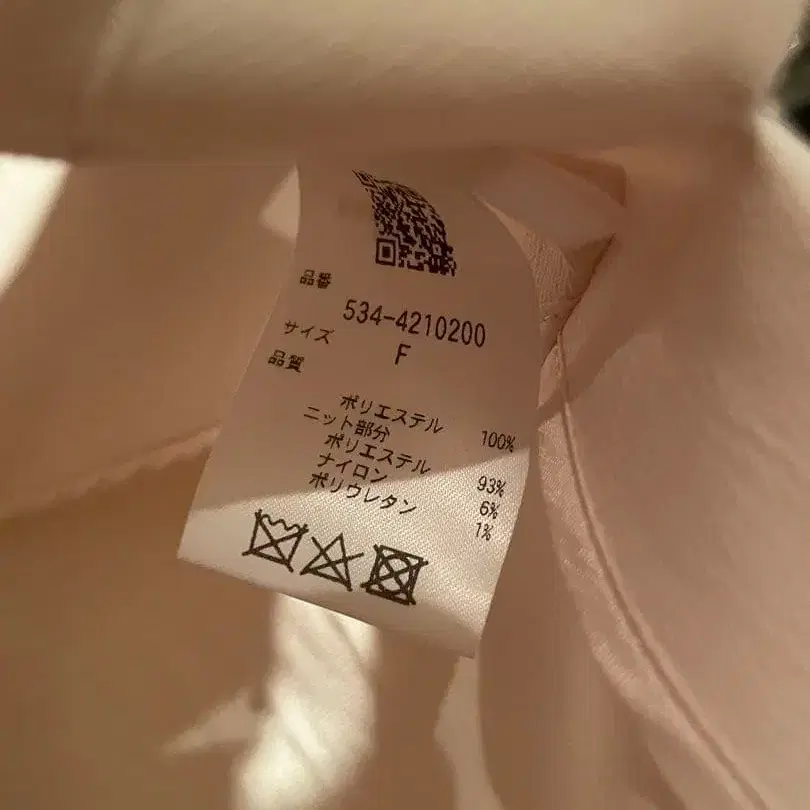 品番
534-4210200
サイズ
F
品質
ポリエステル 100%
ニット部分
ポリエステル 93%
ナイロン 6%
ポリウレタン 1%